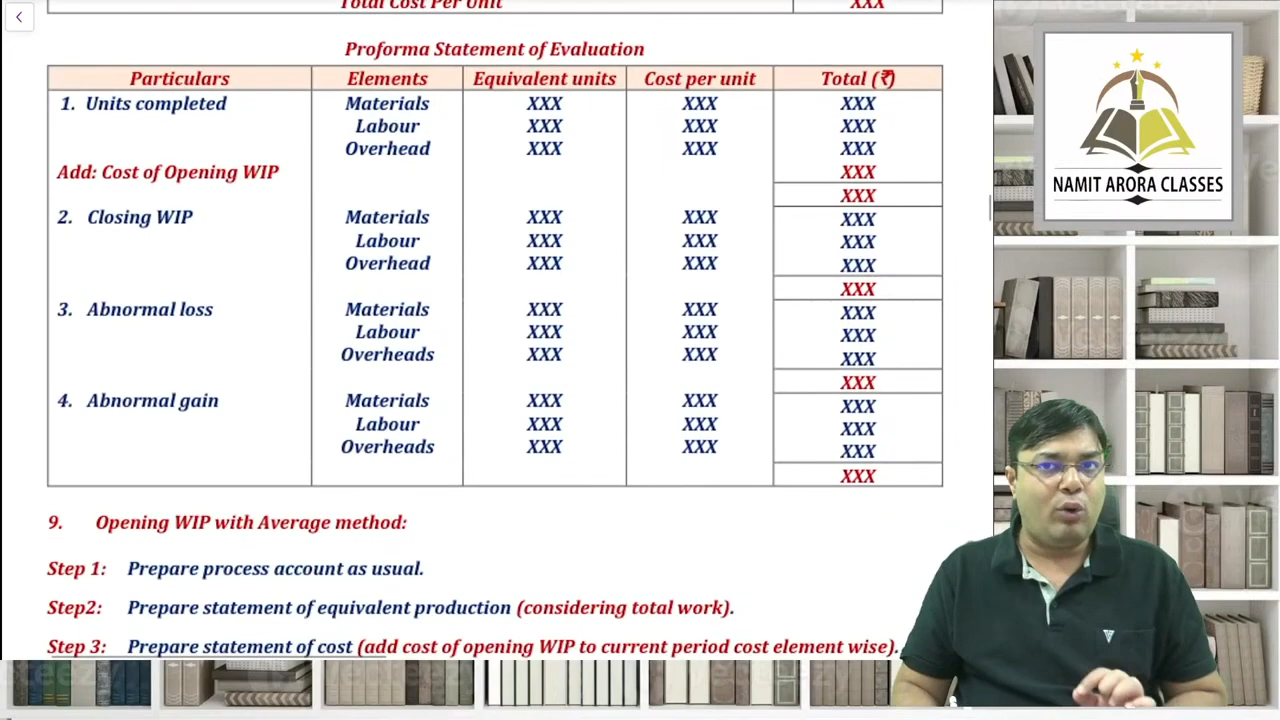 Total Cost Per Unit XXX
Proforma Statement of Evaluation
Particulars Elements Equivalent units Cost per unit Total (₹)
1. Units completed Materials XXX XXX XXX
Labour XXX XXX XXX
Overhead XXX XXX XXX
Add: Cost of Opening WIP XXX
XXX
2. Closing WIP Materials XXX XXX XXX
Labour XXX XXX XXX
Overhead XXX XXX XXX
XXX
3. Abnormal loss Materials XXX XXX XXX
Labour XXX XXX XXX
Overheads XXX XXX XXX
XXX
4. Abnormal gain Materials XXX XXX XXX
Labour XXX XXX XXX
Overheads XXX XXX XXX
XXX
9. Opening WIP with Average method:
Step 1: Prepare process account as usual.
Step2: Prepare statement of equivalent production (considering total work).
Step 3: Prepare statement of cost (add cost of opening WIP to current period cost element wise).
NAMIT ARORA CLASSES